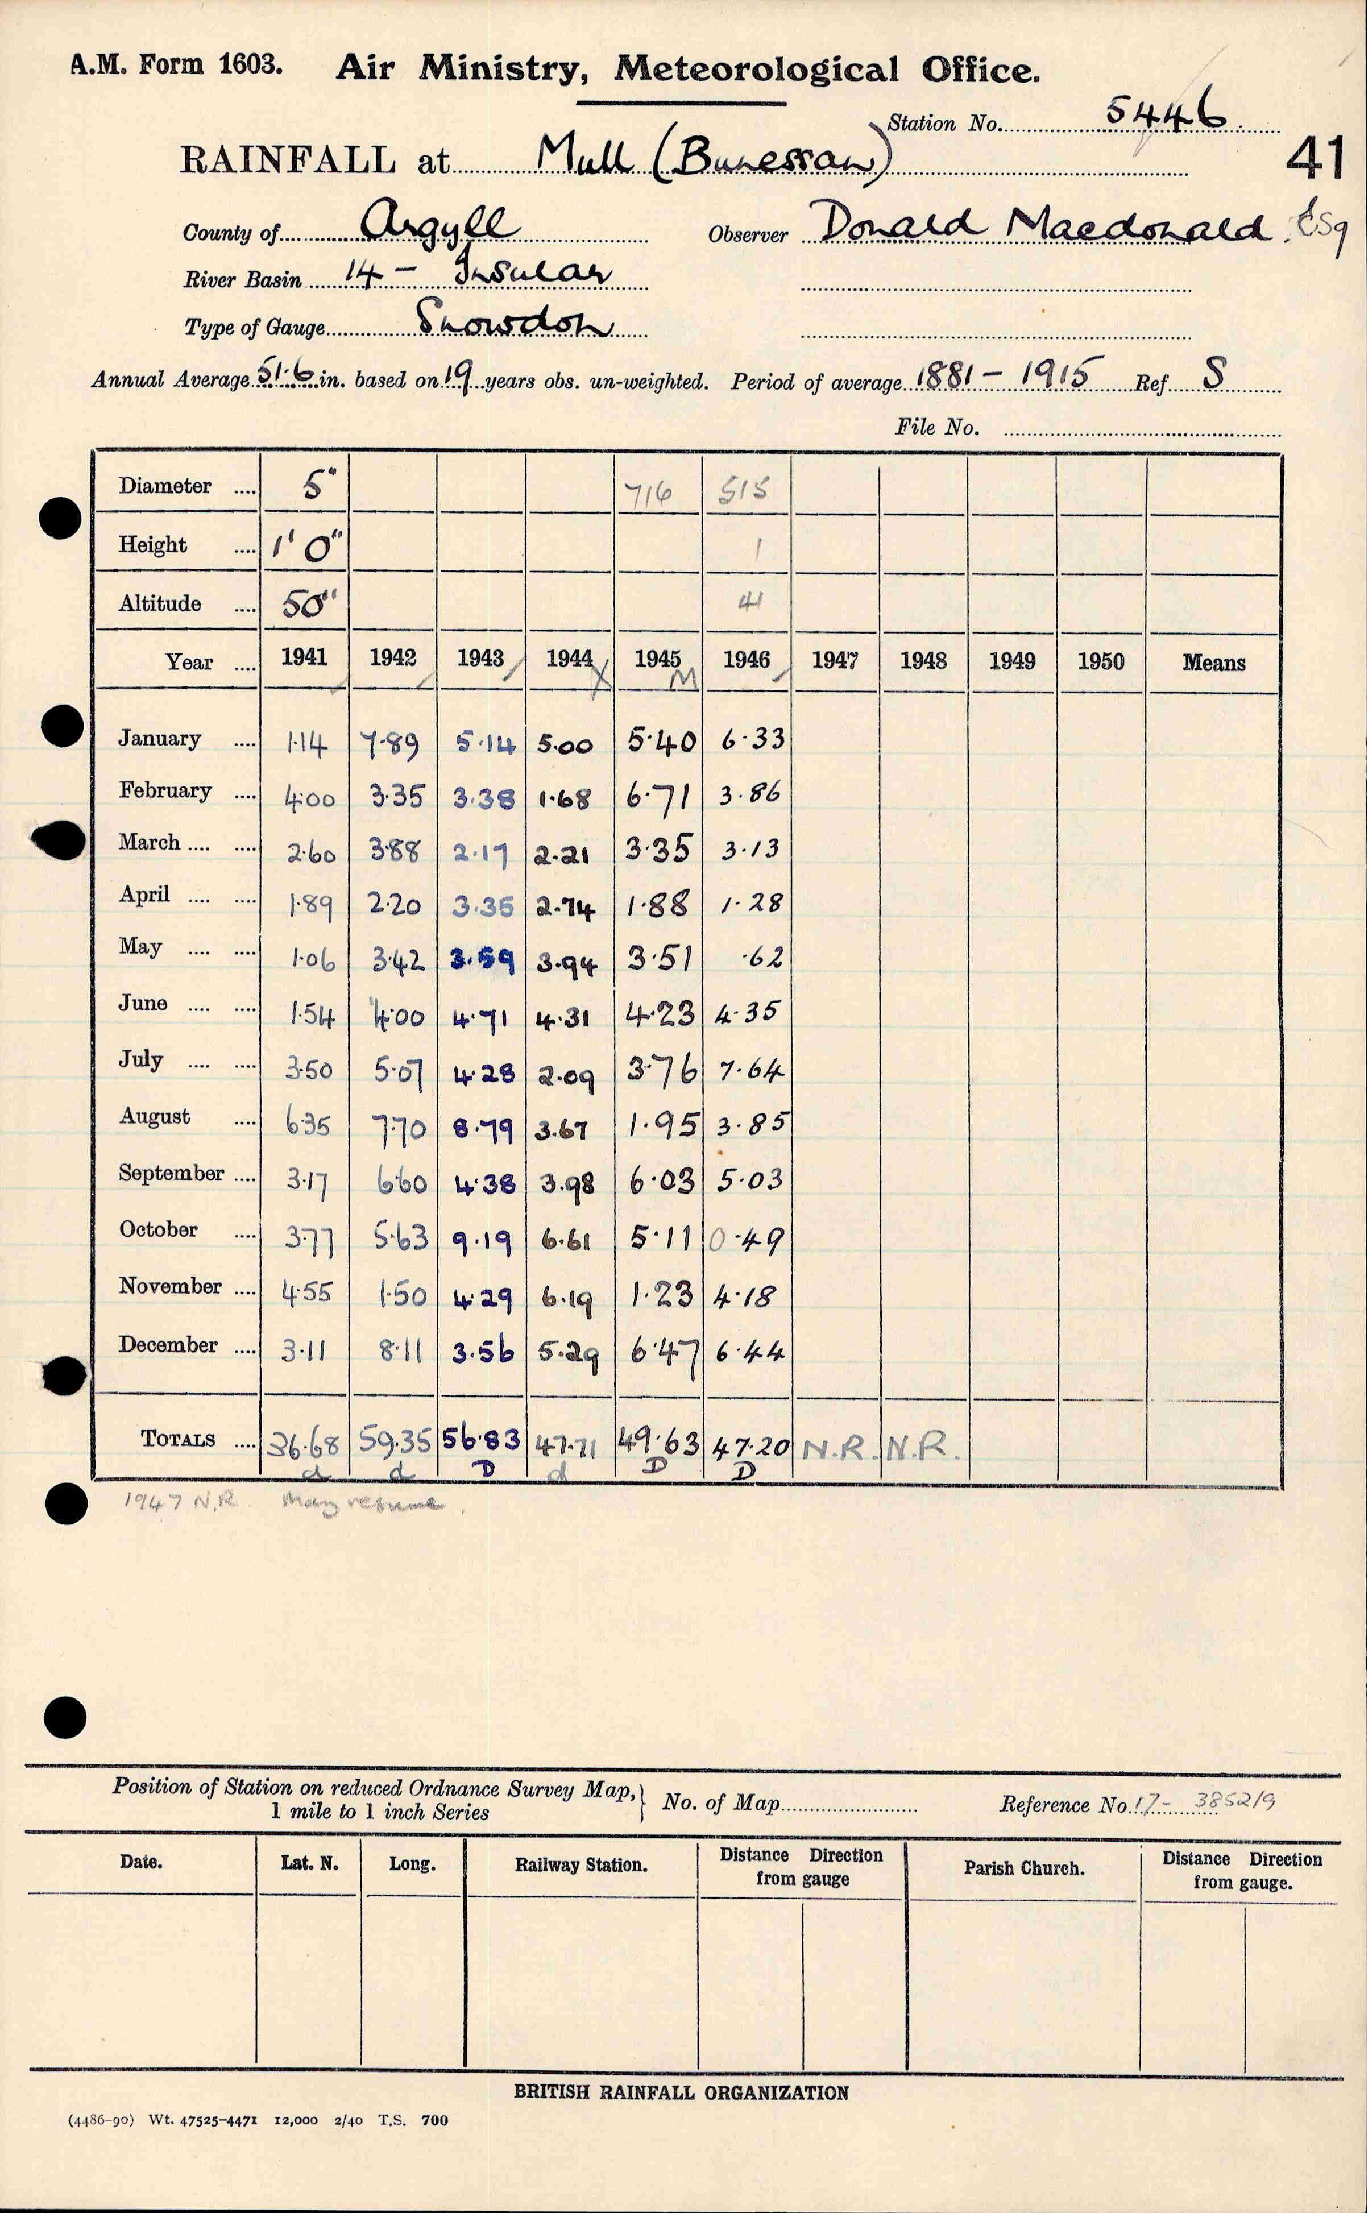 A.M. Form 1603. Air Ministry, Meteorological Office.
Station No. 5446
RAINFALL at Mull (Bunessan) 41
County of Argyll Observer Donald Macdonald Esq
River Basin 14 - Insular
Type of Gauge Snowdon
Annual Average 51.6 in. based on 19 years obs. un-weighted. Period of average 1881 - 1915 Ref S
File No.
Diameter .... 5" 716 515
Height .... 1' 0" 1
Altitude .... 50" 41
Year .... 1941 1942 1943 1944 X 1945 M 1946 1947 1948 1949 1950 Means
January .... 1.14 7.89 5.14 5.00 5.40 6.33
February .... 4.00 3.35 3.38 1.68 6.71 3.86
March .... .... 2.60 3.88 2.17 2.21 3.35 3.13
April .... .... 1.89 2.20 3.35 2.74 1.88 1.28
May .... .... 1.06 3.42 3.59 3.94 3.51 .62
June .... .... 1.54 4.00 4.71 4.31 4.23 4.35
July .... .... 3.50 5.07 4.28 2.09 3.76 7.64
August .... 6.35 7.70 8.79 3.67 1.95 3.85
September .... 3.17 6.60 4.38 3.98 6.03 5.03
October .... 3.77 5.63 9.19 6.61 5.11 0.49
November .... 4.55 1.50 4.29 6.19 1.23 4.18
December .... 3.11 8.11 3.56 5.29 6.47 6.44
TOTALS .... 36.68 59.35 56.83 47.71 49.63 47.20 N.R. N.R.
d d D d D D
1947 N.R. May resume.
Position of Station on reduced Ordnance Survey Map, } No. of Map Reference No. 17- 3852/9
1 mile to 1 inch Series
Date. Lat. N. Long. Railway Station. Distance Direction from gauge Parish Church. Distance Direction from gauge.
BRITISH RAINFALL ORGANIZATION
(4486-90) Wt. 47525-4471 12,000 2/40 T.S. 700